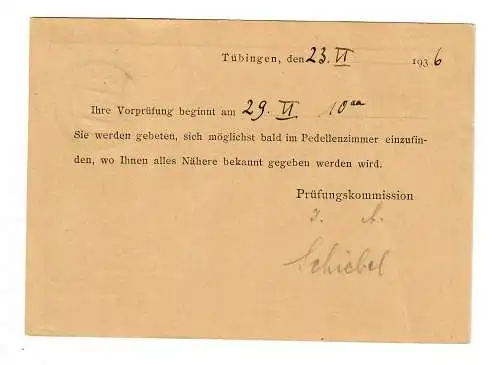 Tübingen, den 23. VI 1936
Ihre Vorprüfung beginnt am 29. VI 10
Sie werden gebeten, sich möglichst bald im Pedellenzimmer einzufin-
den, wo Ihnen alles Nähere bekannt gegeben werden wird.
Prüfungskommission
I. A.
Schiebel